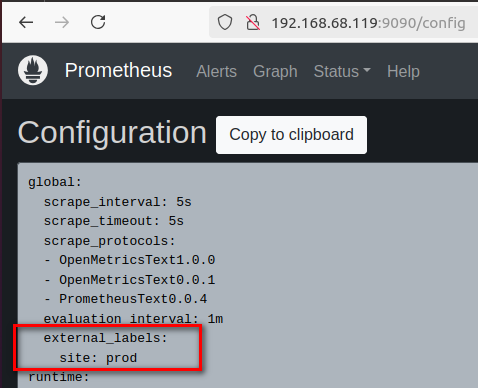 192.168.68.119:9090/config
Prometheus Alerts Graph Status Help
Configuration Copy to clipboard
global:
  scrape_interval: 5s
  scrape_timeout: 5s
  scrape_protocols:
  - OpenMetricsText1.0.0
  - OpenMetricsText0.0.1
  - PrometheusText0.0.4
  evaluation_interval: 1m
  external_labels:
    site: prod
runtime: